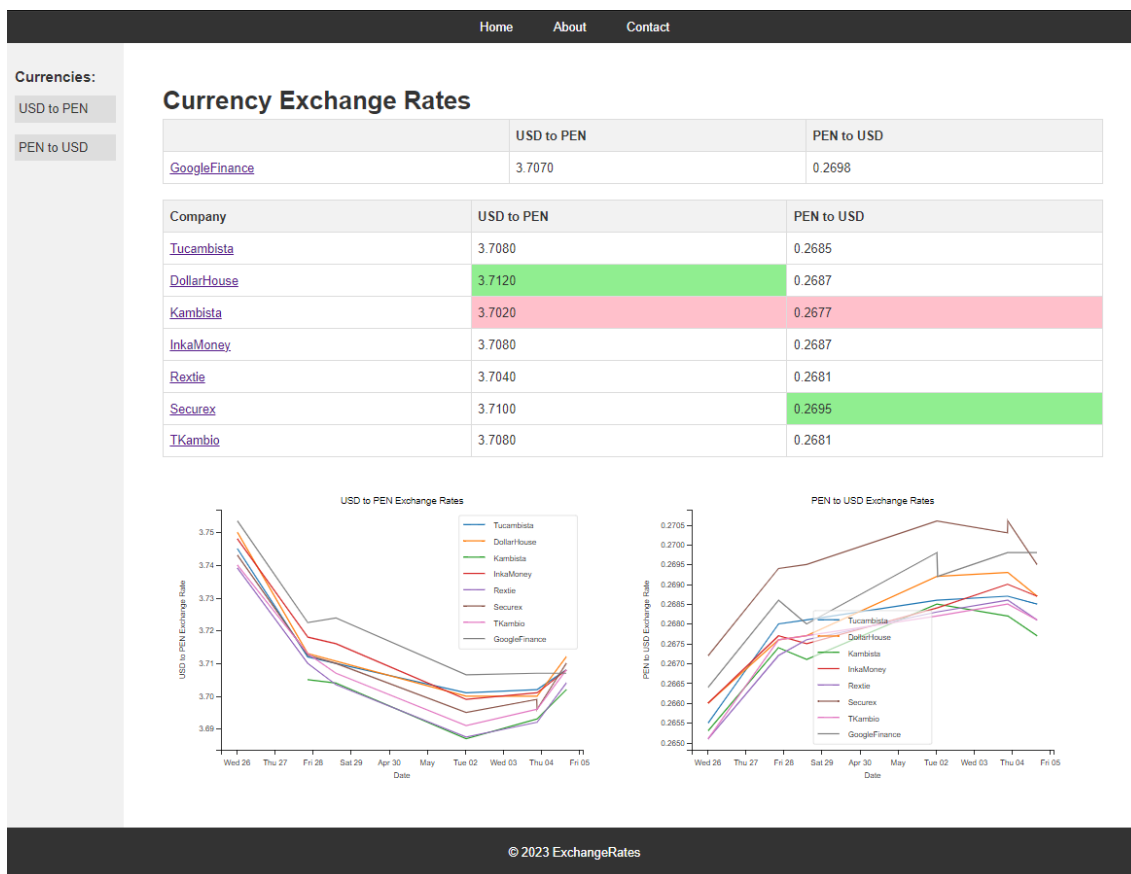 Home About Contact
Currencies:
USD to PEN
PEN to USD
Currency Exchange Rates
USD to PEN PEN to USD
GoogleFinance 3.7070 0.2698
Company USD to PEN PEN to USD
Tucambista 3.7080 0.2685
DollarHouse 3.7120 0.2687
Kambista 3.7020 0.2677
InkaMoney 3.7080 0.2687
Rextie 3.7040 0.2681
Securex 3.7100 0.2695
TKambio 3.7080 0.2681
USD to PEN Exchange Rates
USD to PEN Exchange Rate
3.75
3.74
3.73
3.72
3.71
3.70
3.69
Tucambista
DollarHouse
Kambista
InkaMoney
Rextie
Securex
TKambio
GoogleFinance
Wed 26 Thu 27 Fri 28 Sat 29 Apr 30 May Tue 02 Wed 03 Thu 04 Fri 05
Date
PEN to USD Exchange Rates
PEN to USD Exchange Rate
0.2705
0.2700
0.2695
0.2690
0.2685
0.2680
0.2675
0.2670
0.2665
0.2660
0.2655
0.2650
Tucambista
DollarHouse
Kambista
InkaMoney
Rextie
Securex
TKambio
GoogleFinance
Wed 26 Thu 27 Fri 28 Sat 29 Apr 30 May Tue 02 Wed 03 Thu 04 Fri 05
Date
© 2023 ExchangeRates